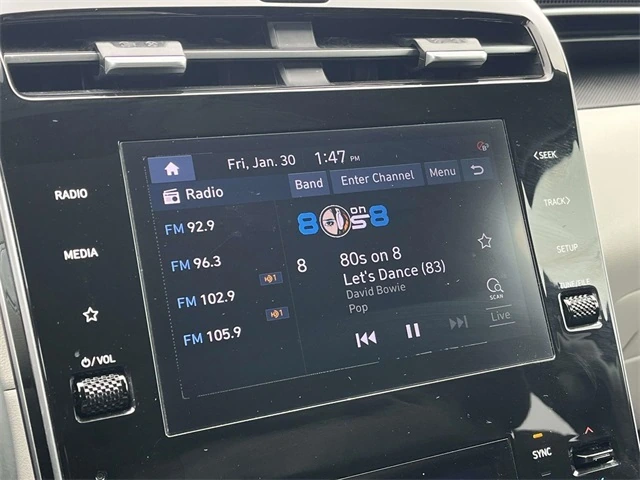 Fri, Jan. 30 1:47 PM
Radio
Band Enter Channel Menu
FM 92.9
FM 96.3
FM 102.9
FM 105.9
80s on 8
8 80s on 8
Let's Dance (83)
David Bowie
Pop
SCAN
Live
RADIO
MEDIA
VOL
< SEEK
TRACK >
SETUP
SYNC